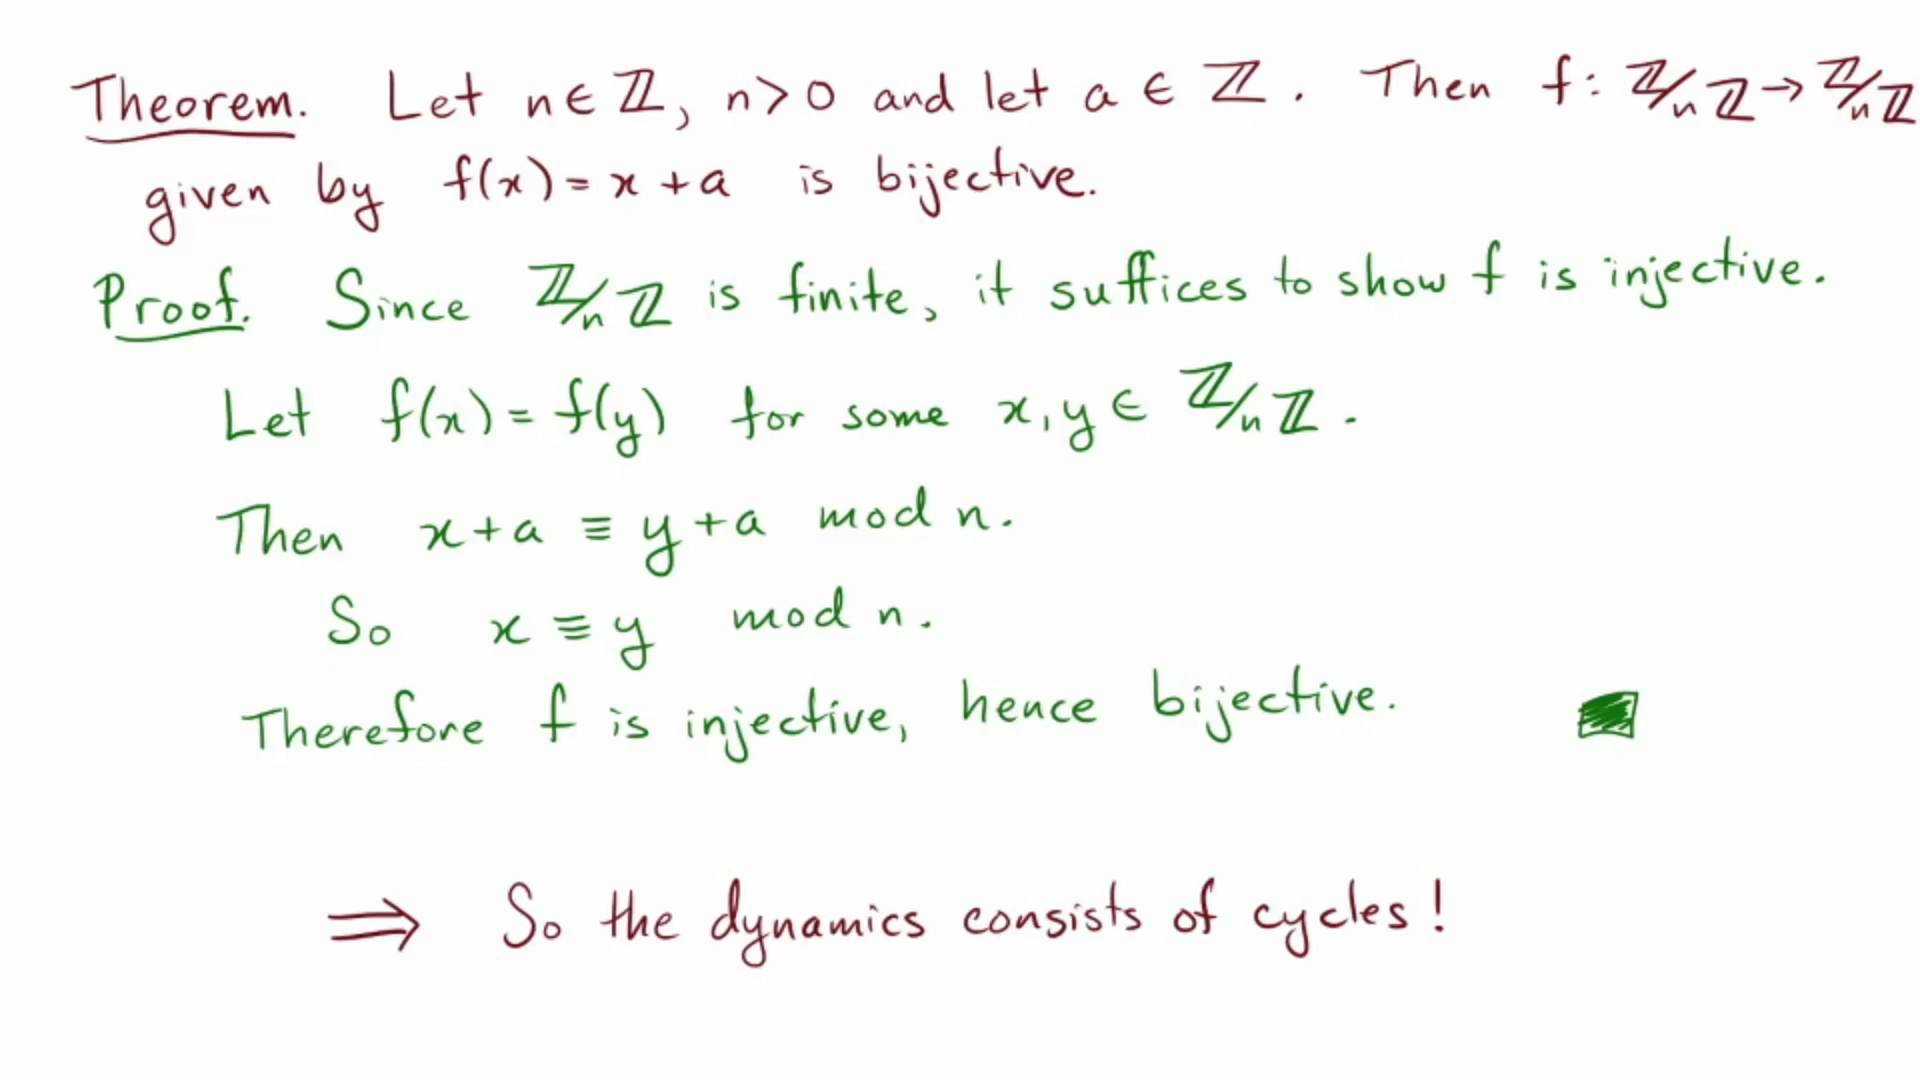 Theorem. Let n ∈ ℤ, n > 0 and let a ∈ ℤ. Then f: ℤ/nℤ → ℤ/nℤ
given by f(x) = x + a is bijective.
Proof. Since ℤ/nℤ is finite, it suffices to show f is injective.
Let f(x) = f(y) for some x, y ∈ ℤ/nℤ.
Then x + a ≡ y + a mod n.
So x ≡ y mod n.
Therefore f is injective, hence bijective. ■
⇒ So the dynamics consists of cycles!